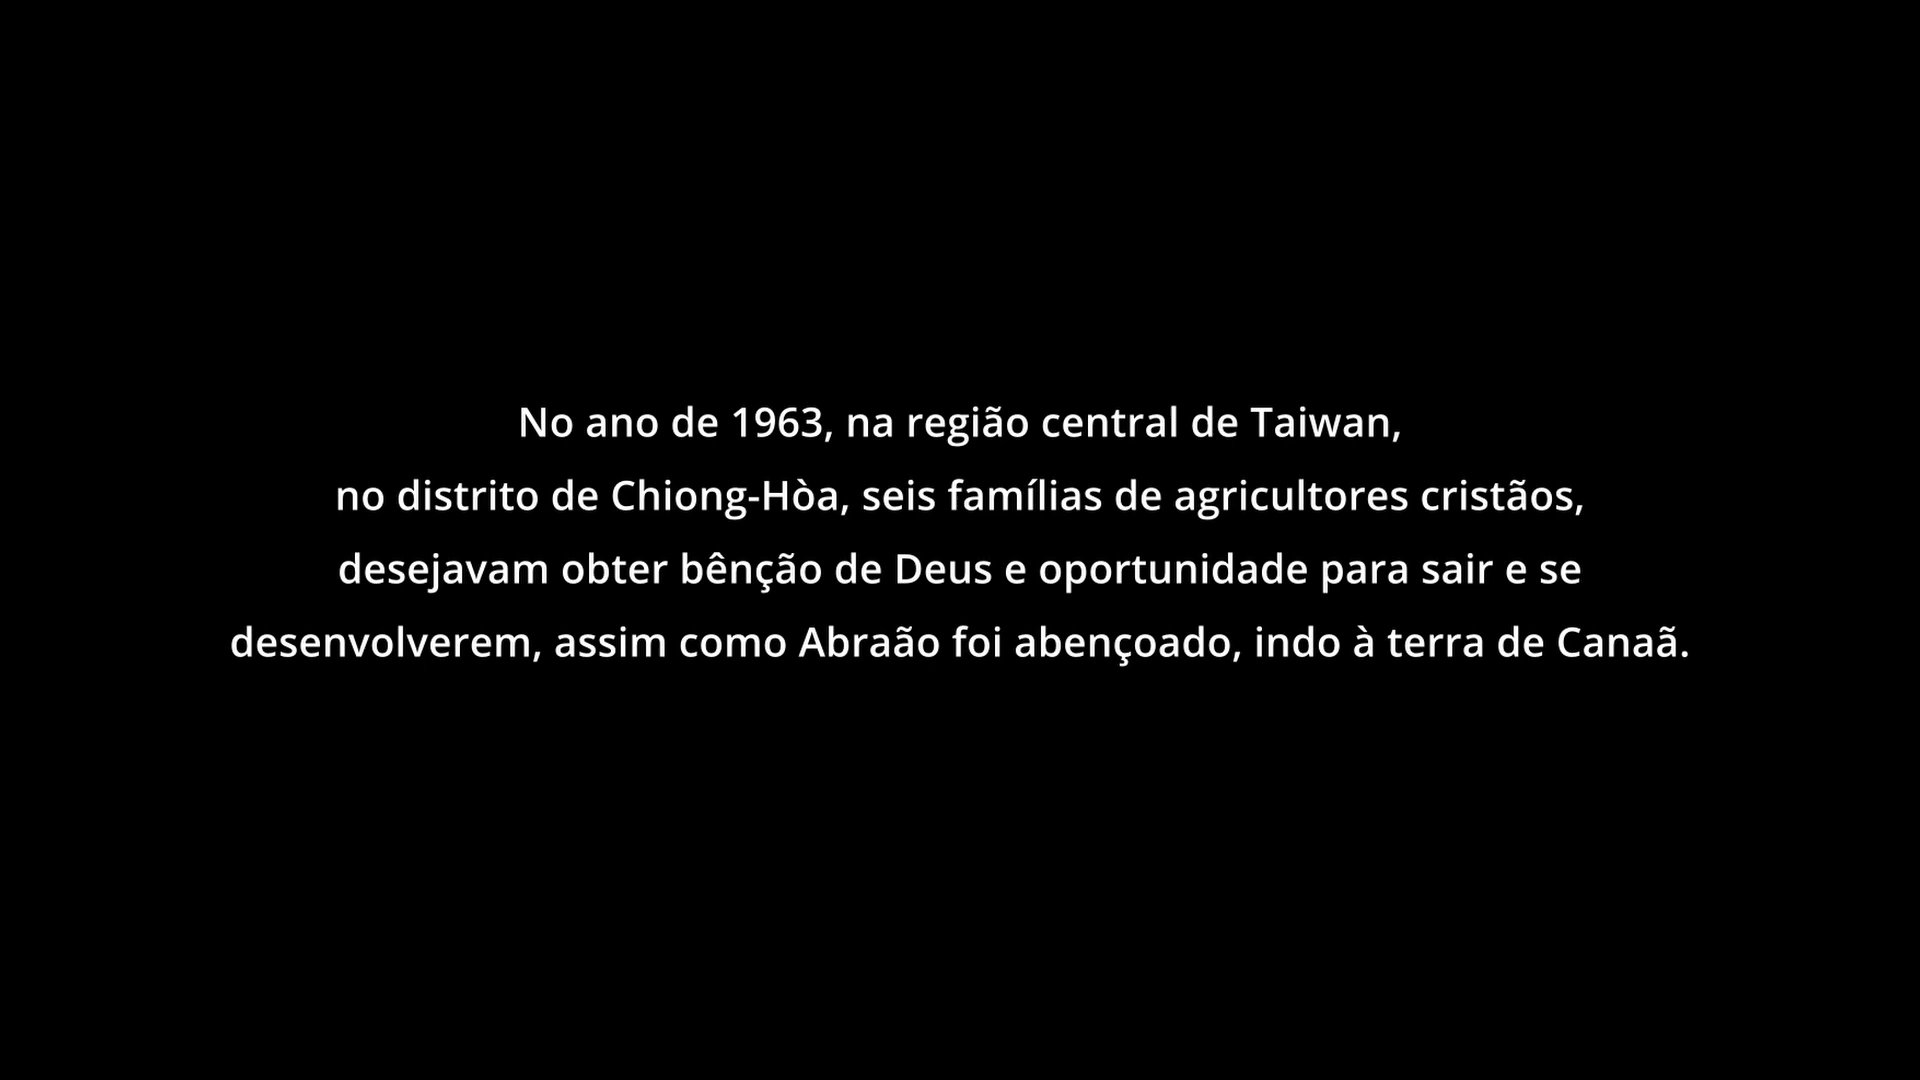 No ano de 1963, na região central de Taiwan,
no distrito de Chiong-Hòa, seis famílias de agricultores cristãos,
desejavam obter bênção de Deus e oportunidade para sair e se
desenvolverem, assim como Abraão foi abençoado, indo à terra de Canaã.